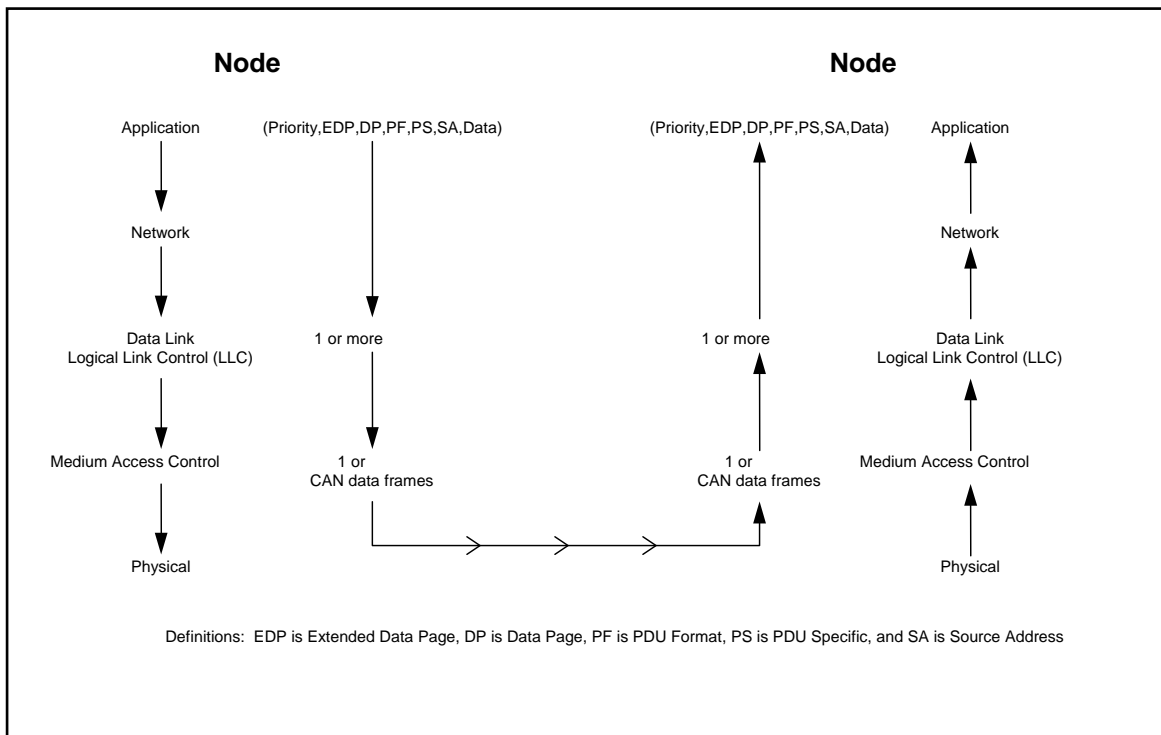 Node
Node
Application
(Priority,EDP,DP,PF,PS,SA,Data)
(Priority,EDP,DP,PF,PS,SA,Data)
Application
Network
Network
Data Link
Logical Link Control (LLC)
1 or more
1 or more
Data Link
Logical Link Control (LLC)
Medium Access Control
1 or
CAN data frames
1 or
CAN data frames
Medium Access Control
Physical
Physical
Definitions: EDP is Extended Data Page, DP is Data Page, PF is PDU Format, PS is PDU Specific, and SA is Source Address